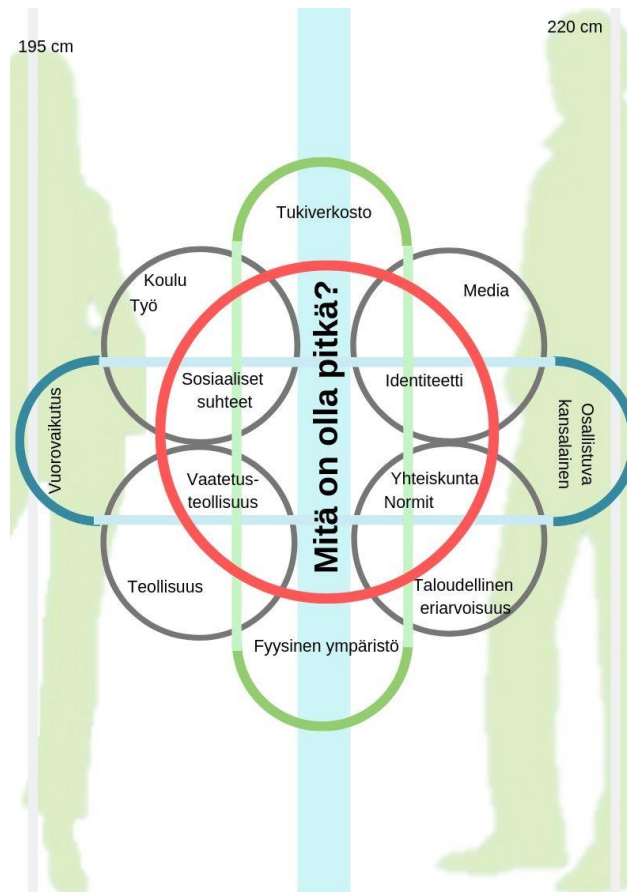 195 cm
220 cm
Tukiverkosto
Koulu
Työ
Media
Mitä on olla pitkä?
Sosiaaliset
suhteet
Identiteetti
Vuorovaikutus
Osallistuva
kansalainen
Vaatetus-
teollisuus
Yhteiskunta
Normit
Teollisuus
Taloudellinen
eriarvoisuus
Fyysinen ympäristö